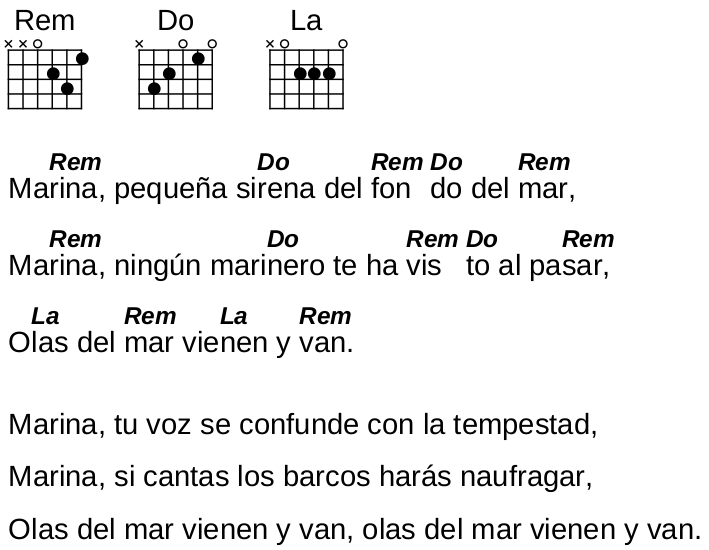 Rem Do La
Rem Do Rem Do Rem
Marina, pequeña sirena del fon do del mar,
Rem Do Rem Do Rem
Marina, ningún marinero te ha vis to al pasar,
La Rem La Rem
Olas del mar vienen y van.
Marina, tu voz se confunde con la tempestad,
Marina, si cantas los barcos harás naufragar,
Olas del mar vienen y van, olas del mar vienen y van.